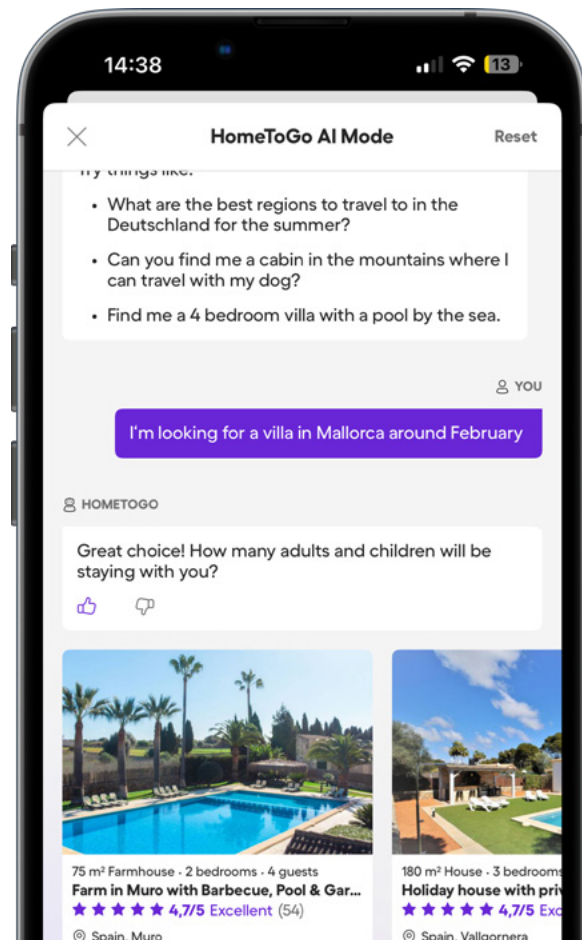 14:38
13
HomeToGo AI Mode
Reset
Try things like:
• What are the best regions to travel to in the
Deutschland for the summer?
• Can you find me a cabin in the mountains where I
can travel with my dog?
• Find me a 4 bedroom villa with a pool by the sea.
YOU
I'm looking for a villa in Mallorca around February
HOMETOGO
Great choice! How many adults and children will be
staying with you?
75 m² Farmhouse · 2 bedrooms · 4 guests
Farm in Muro with Barbecue, Pool & Gar...
4,7/5 Excellent (54)
Spain, Muro
180 m² House · 3 bedrooms
Holiday house with priv
4,7/5 Exc
Spain, Vallgornera